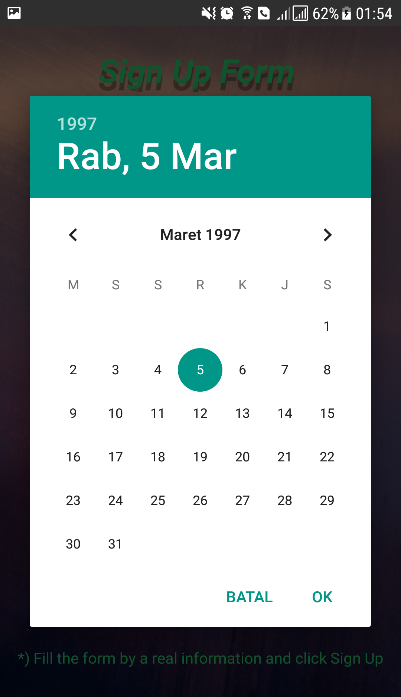 62% 01:54
Sign Up Form
1997
Rab, 5 Mar
Maret 1997
M S S R K J S
1
2 3 4 5 6 7 8
9 10 11 12 13 14 15
16 17 18 19 20 21 22
23 24 25 26 27 28 29
30 31
BATAL OK
*) Fill the form by a real information and click Sign Up